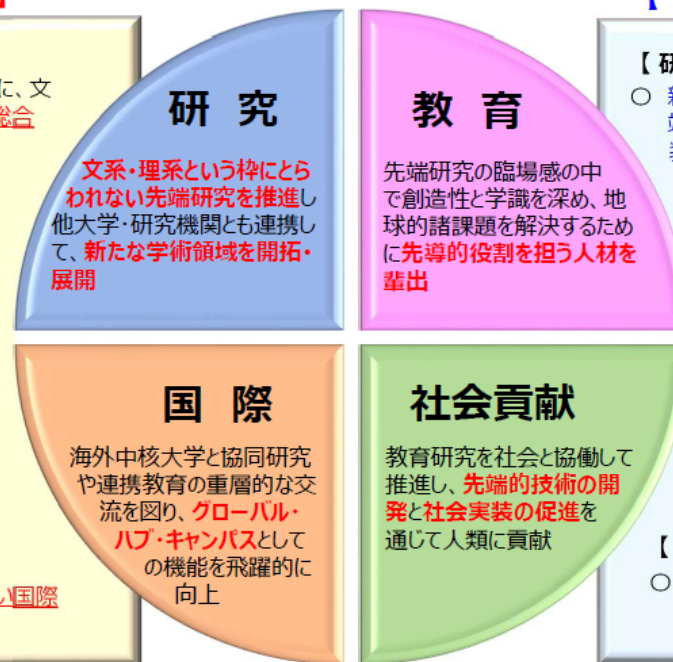 に、文
総合
い国際
研 究
文系・理系という枠にとら
われない先端研究を推進し
他大学・研究機関とも連携し
て、新たな学術領域を開拓・
展開
教 育
先端研究の臨場感の中
で創造性と学識を深め、地
球的諸課題を解決するため
に先導的役割を担う人材を
輩出
国 際
海外中核大学と協同研究
や連携教育の重層的な交
流を図り、グローバル・
ハブ・キャンパスとして
の機能を飛躍的に
向上
社会貢献
教育研究を社会と協働して
推進し、先端的技術の開
発と社会実装の促進を
通じて人類に貢献
【
○
【
○